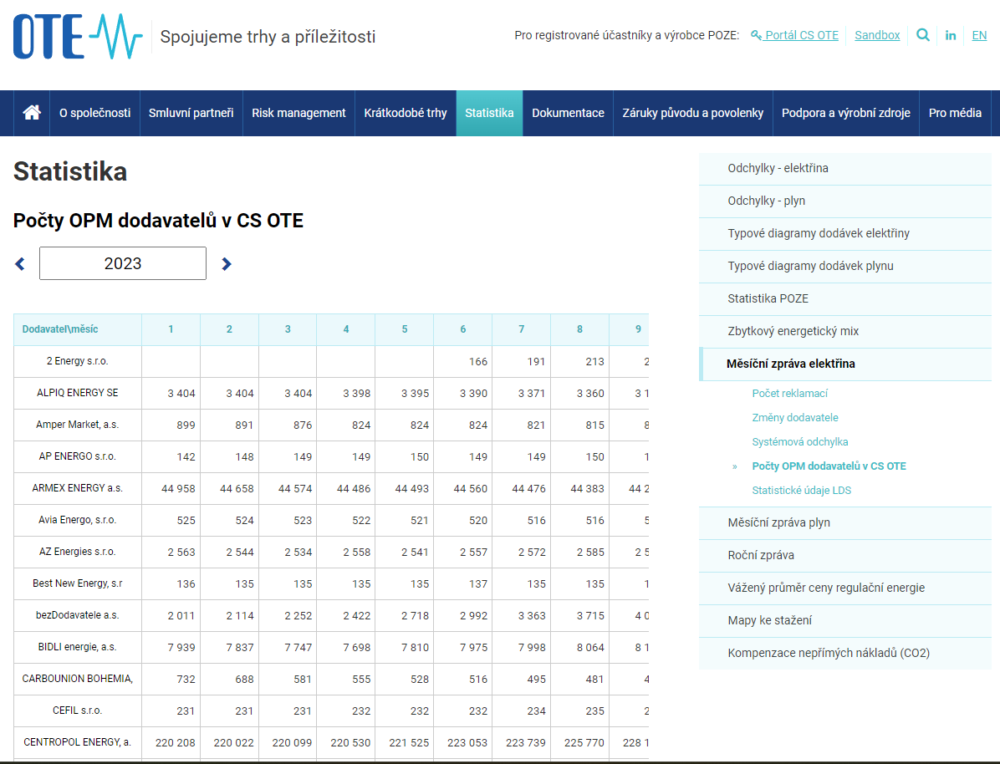 OTE
Spojujeme trhy a příležitosti
Pro registrované účastníky a výrobce POZE: Portál CS OTE Sandbox in EN
O společnosti Smluvní partneři Risk management Krátkodobé trhy Statistika Dokumentace Záruky původu a povolenky Podpora a výrobní zdroje Pro média
Statistika
Počty OPM dodavatelů v CS OTE
2023
Dodavatel\měsíc 1 2 3 4 5 6 7 8 9
2 Energy s.r.o. 166 191 213 2
ALPIQ ENERGY SE 3 404 3 404 3 404 3 398 3 395 3 390 3 371 3 360 3 1
Amper Market, a.s. 899 891 876 824 824 824 821 815 8
AP ENERGO s.r.o. 142 148 149 149 150 149 149 150 1
ARMEX ENERGY a.s. 44 958 44 658 44 574 44 486 44 493 44 560 44 476 44 383 44 2
Avia Energo, s.r.o. 525 524 523 522 521 520 516 516 5
AZ Energies s.r.o. 2 563 2 544 2 534 2 558 2 541 2 557 2 572 2 585 2 5
Best New Energy, s.r 136 135 135 135 135 137 135 135 1
bezDodavatele a.s. 2 011 2 114 2 252 2 422 2 718 2 992 3 363 3 715 4 0
BIDLI energie, a.s. 7 939 7 837 7 747 7 698 7 810 7 975 7 998 8 064 8 1
CARBOUNION BOHEMIA, 732 688 581 555 528 516 495 481 4
CEFIL s.r.o. 231 231 231 232 232 232 234 235 2
CENTROPOL ENERGY, a. 220 208 220 022 220 099 220 530 221 525 223 053 223 739 225 770 228 1
Odchylky - elektřina
Odchylky - plyn
Typové diagramy dodávek elektřiny
Typové diagramy dodávek plynu
Statistika POZE
Zbytkový energetický mix
Měsíční zpráva elektřina
Počet reklamací
Změny dodavatele
Systémová odchylka
» Počty OPM dodavatelů v CS OTE
Statistické údaje LDS
Měsíční zpráva plyn
Roční zpráva
Vážený průměr ceny regulační energie
Mapy ke stažení
Kompenzace nepřímých nákladů (CO2)